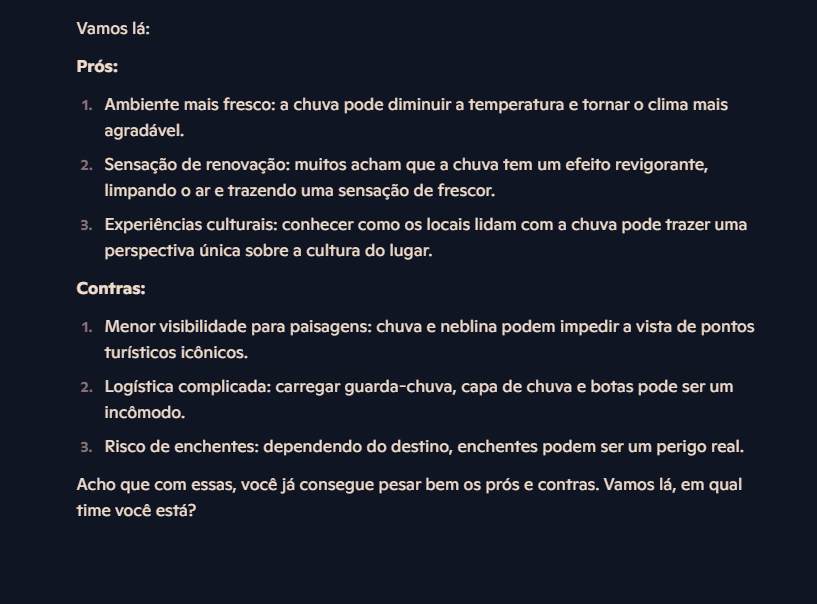 Vamos lá:
Prós:
1. Ambiente mais fresco: a chuva pode diminuir a temperatura e tornar o clima mais
agradável.
2. Sensação de renovação: muitos acham que a chuva tem um efeito revigorante,
limpando o ar e trazendo uma sensação de frescor.
3. Experiências culturais: conhecer como os locais lidam com a chuva pode trazer uma
perspectiva única sobre a cultura do lugar.
Contras:
1. Menor visibilidade para paisagens: chuva e neblina podem impedir a vista de pontos
turísticos icônicos.
2. Logística complicada: carregar guarda-chuva, capa de chuva e botas pode ser um
incômodo.
3. Risco de enchentes: dependendo do destino, enchentes podem ser um perigo real.
Acho que com essas, você já consegue pesar bem os prós e contras. Vamos lá, em qual
time você está?